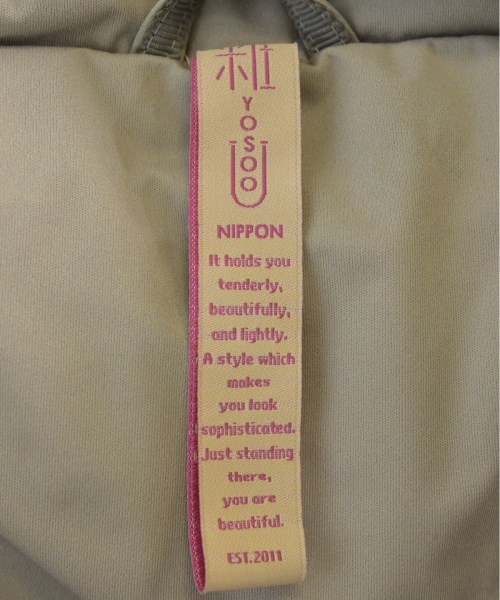 YOSOO
NIPPON
It holds you
tenderly,
beautifully,
and lightly.
A style which
makes
you look
sophisticated.
Just standing
there,
you are
beautiful.
EST.2011